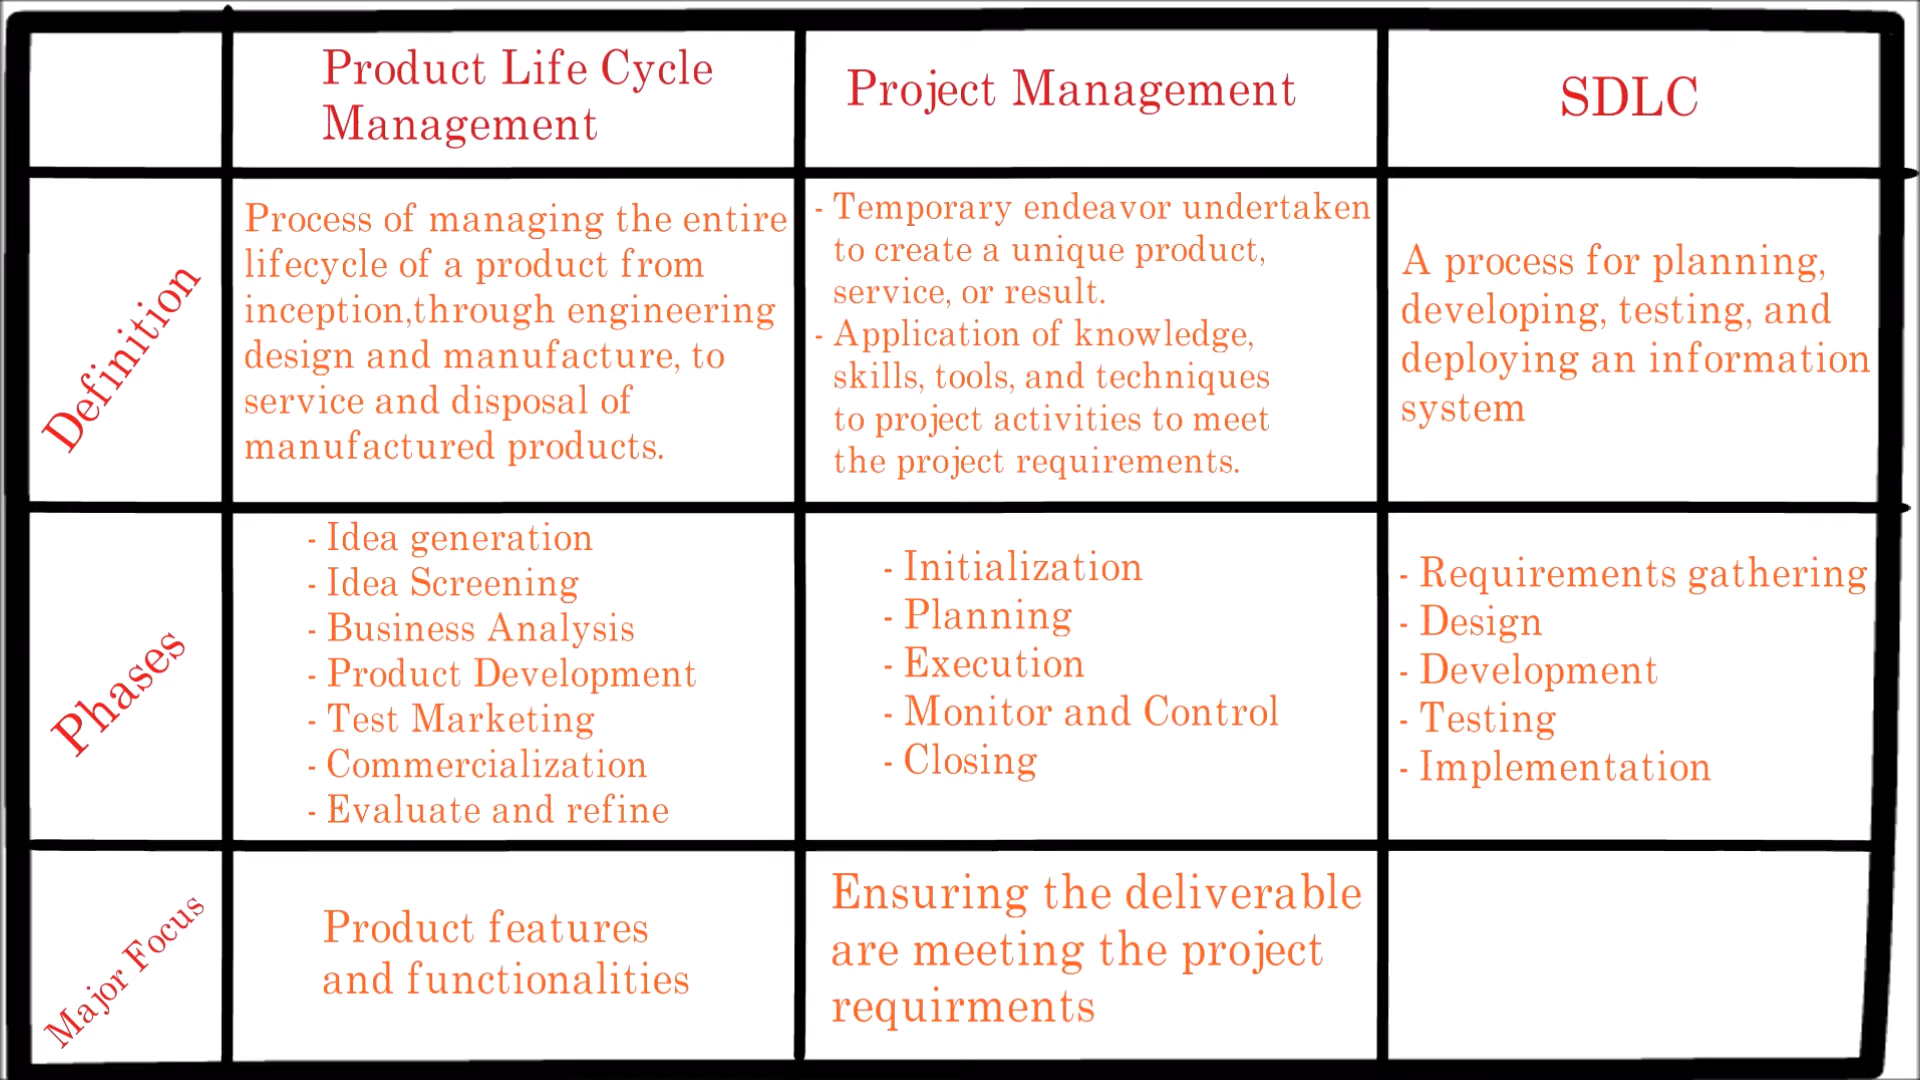 Product Life Cycle
Management
Project Management
SDLC
Definition
Process of managing the entire
lifecycle of a product from
inception,through engineering
design and manufacture, to
service and disposal of
manufactured products.
- Temporary endeavor undertaken
to create a unique product,
service, or result.
- Application of knowledge,
skills, tools, and techniques
to project activities to meet
the project requirements.
A process for planning,
developing, testing, and
deploying an information
system
Phases
- Idea generation
- Idea Screening
- Business Analysis
- Product Development
- Test Marketing
- Commercialization
- Evaluate and refine
- Initialization
- Planning
- Execution
- Monitor and Control
- Closing
- Requirements gathering
- Design
- Development
- Testing
- Implementation
Major Focus
Product features
and functionalities
Ensuring the deliverable
are meeting the project
requirments